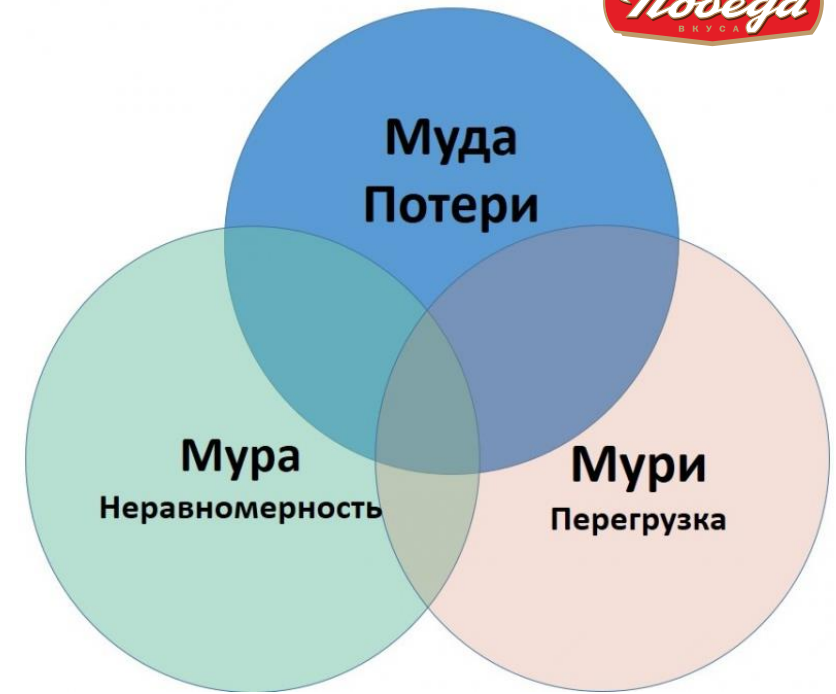 Победа
ВКУСА
Муда
Потери
Мура
Неравномерность
Мури
Перегрузка